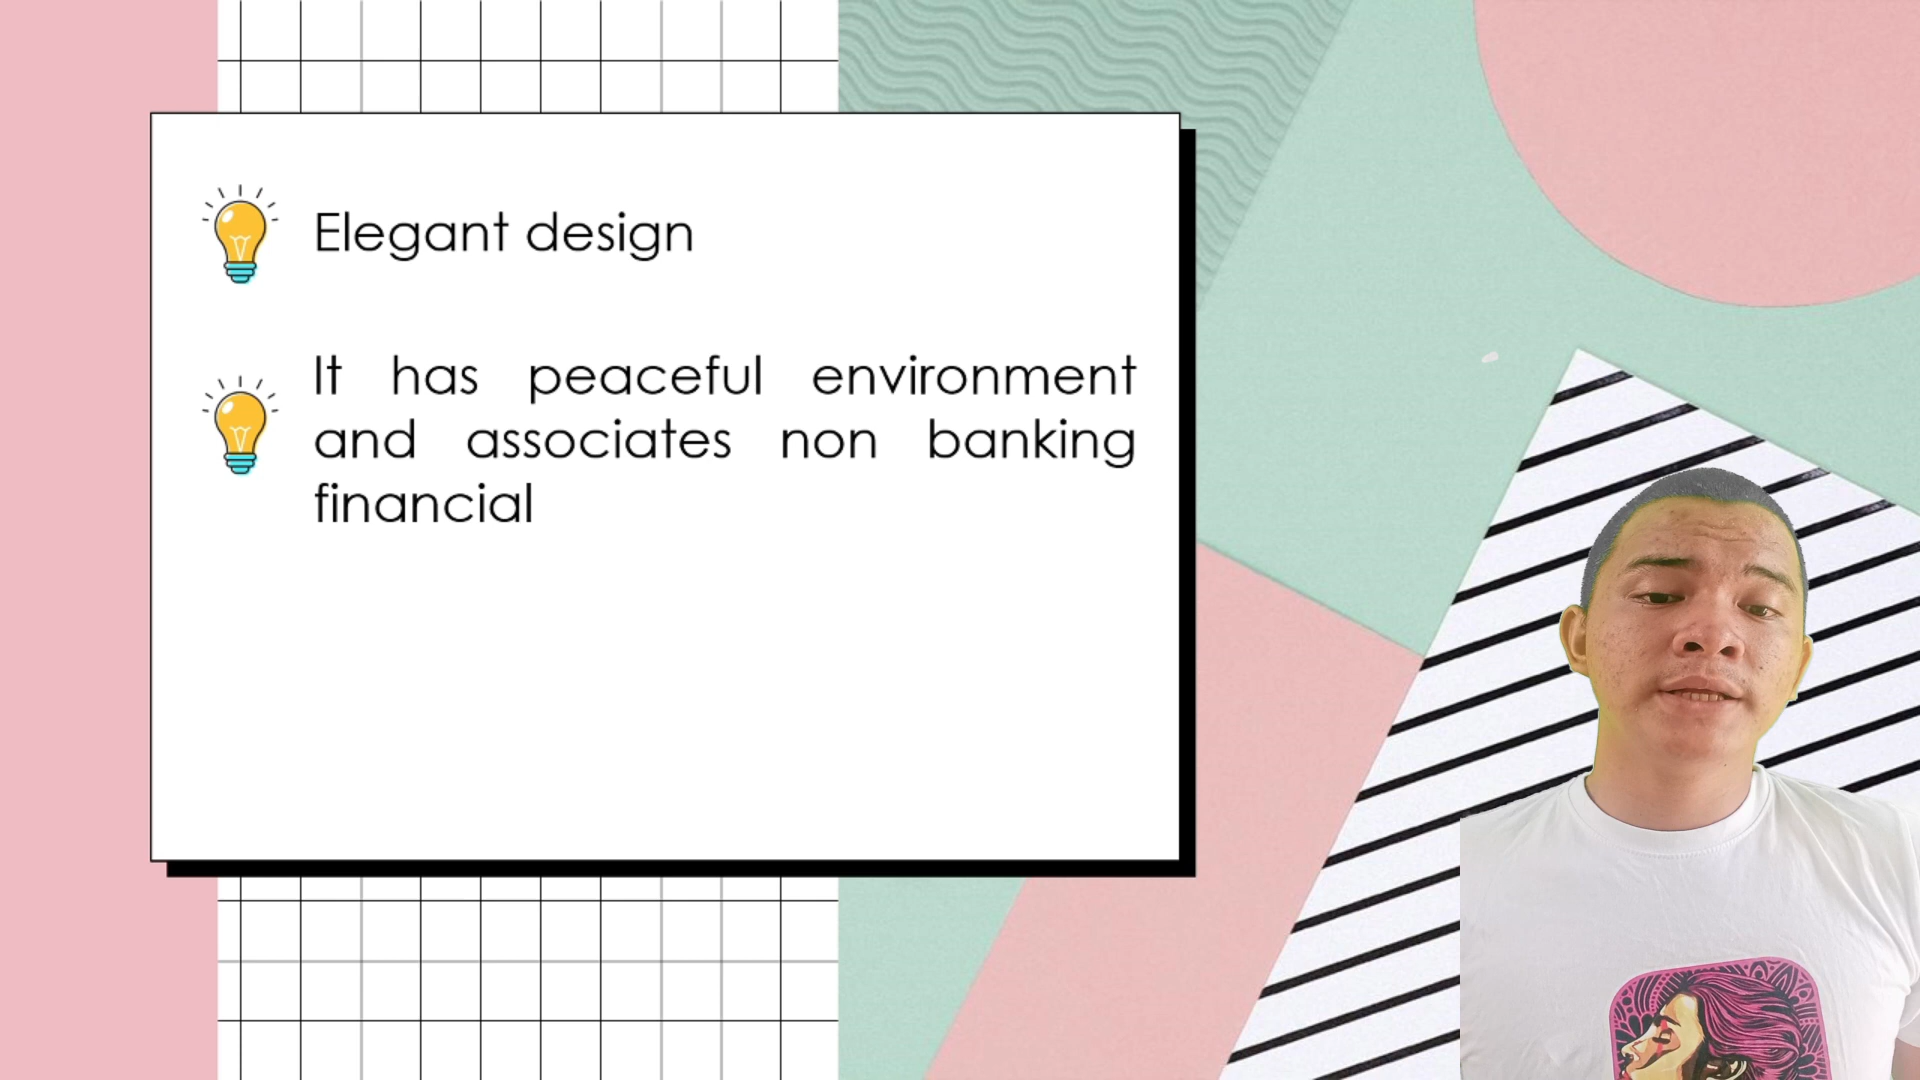 Elegant design
It has peaceful environment
and associates non banking
financial